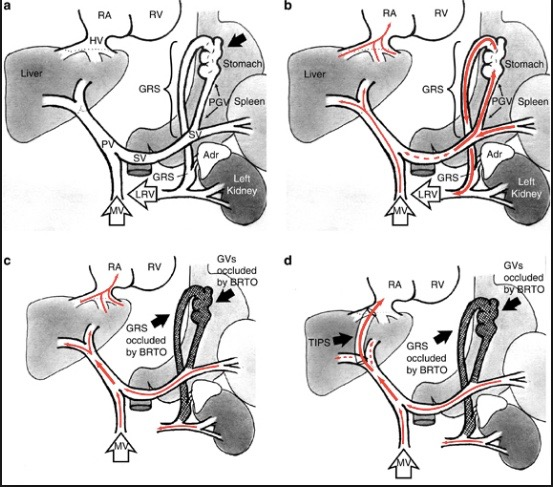 a
RA
RV
HV
Liver
GRS
Stomach
PGV
Spleen
SV
PV
SV
Adr
GRS
LRV
MV
Left
Kidney
b
RA
RV
Liver
GRS
Stomach
PGV
Spleen
Adr
GRS
LRV
MV
Left
Kidney
c
RA
RV
GVs
occluded
by BRTO
GRS
occluded
by BRTO
MV
d
RA
RV
GVs
occluded
by BRTO
TIPS
GRS
occluded
by BRTO
MV